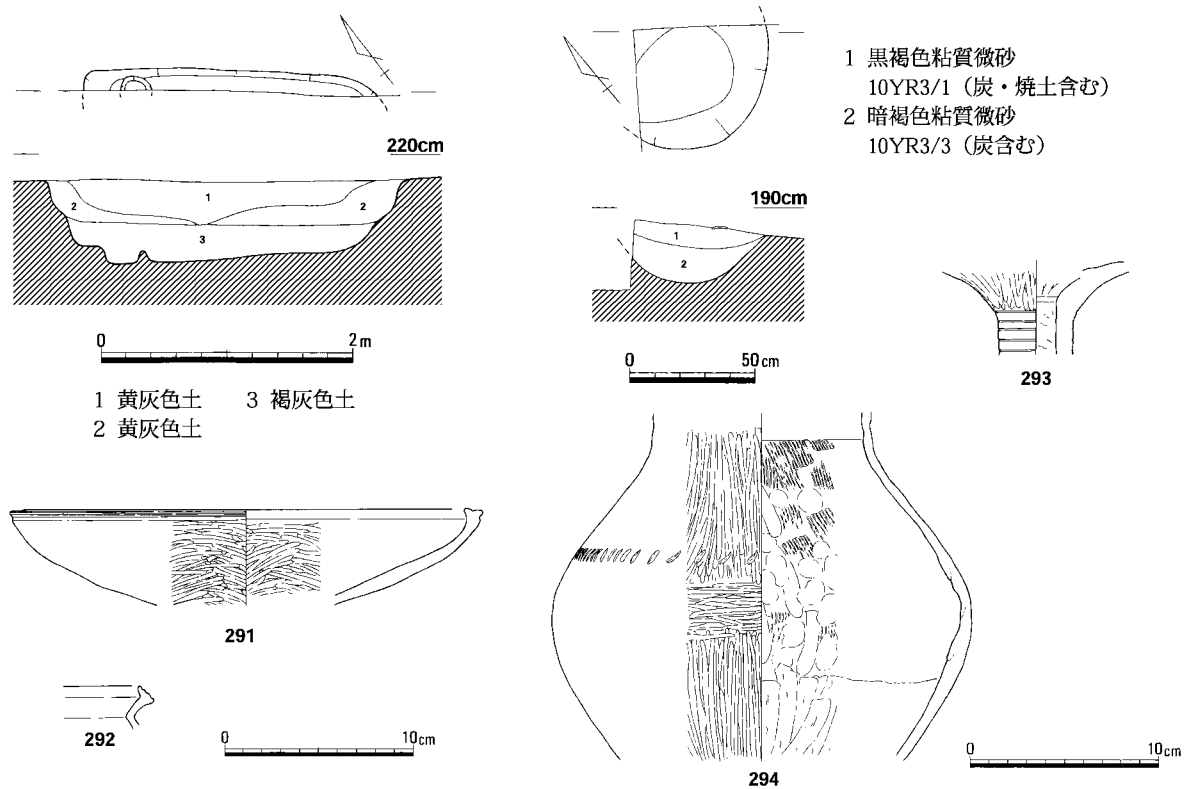 220cm
1
2
2
3
0 2m
1 黄灰色土 3 褐灰色土
2 黄灰色土
1 黒褐色粘質微砂
10YR3/1（炭・焼土含む）
2 暗褐色粘質微砂
10YR3/3（炭含む）
190cm
1
2
0 50cm
293
291
292
0 10cm
294
0 10cm